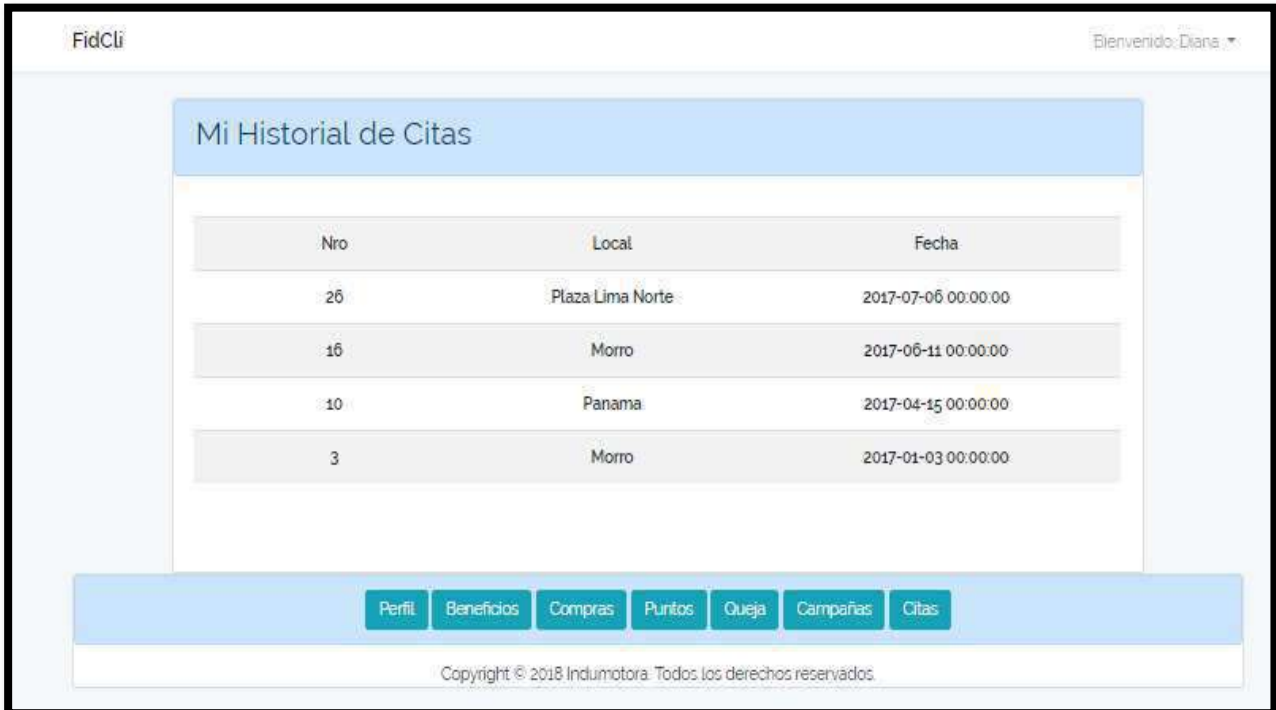 FidCli Bienvenido, Diana
Mi Historial de Citas
Nro Local Fecha
26 Plaza Lima Norte 2017-07-06 00:00:00
16 Morro 2017-06-11 00:00:00
10 Panama 2017-04-15 00:00:00
3 Morro 2017-01-03 00:00:00
Perfil Beneficios Compras Puntos Queja Campañas Citas
Copyright © 2018 Indumotora. Todos los derechos reservados.